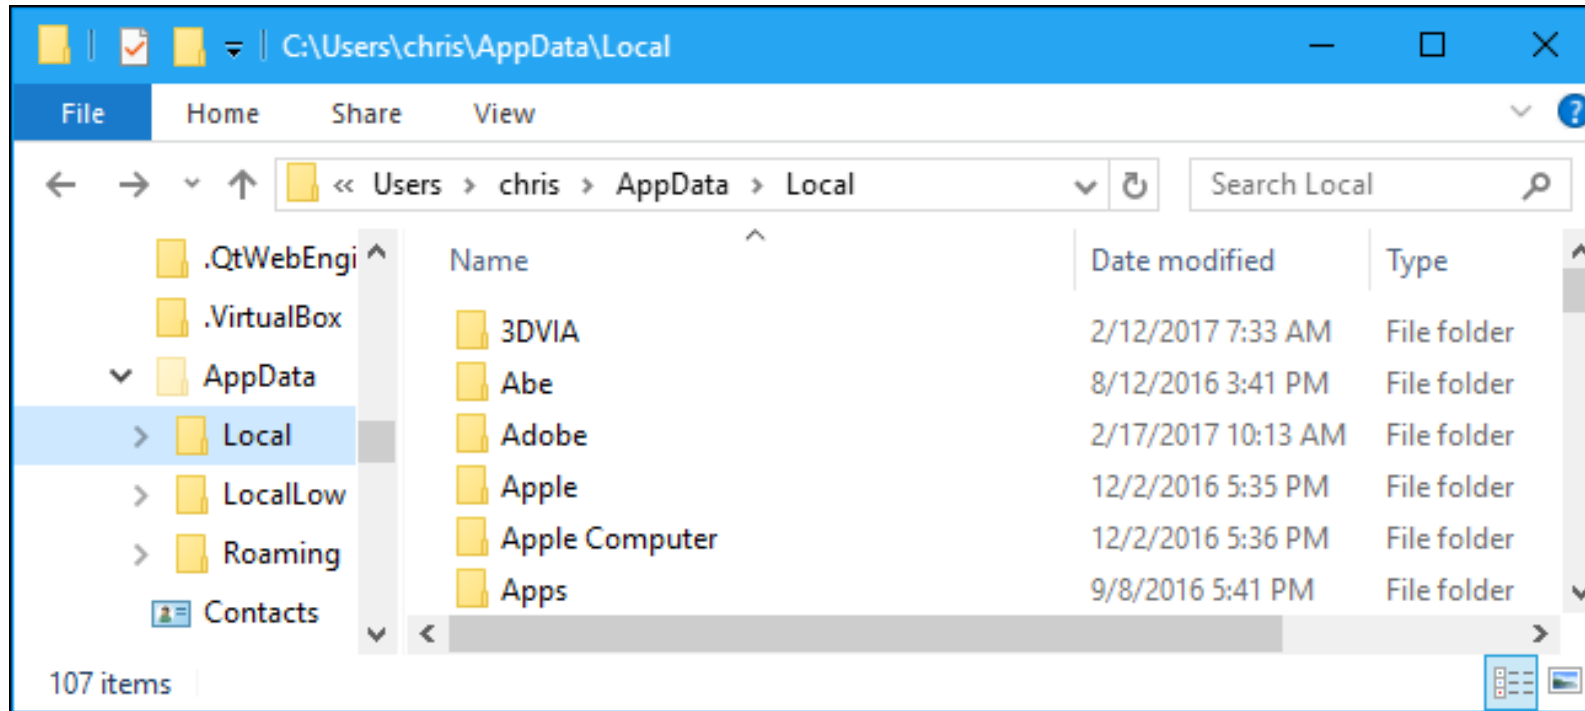 C:\Users\chris\AppData\Local
File Home Share View ?
« Users > chris > AppData > Local Search Local
.QtWebEngi
.VirtualBox
AppData
Local
LocalLow
Roaming
Contacts
Name Date modified Type
3DVIA 2/12/2017 7:33 AM File folder
Abe 8/12/2016 3:41 PM File folder
Adobe 2/17/2017 10:13 AM File folder
Apple 12/2/2016 5:35 PM File folder
Apple Computer 12/2/2016 5:36 PM File folder
Apps 9/8/2016 5:41 PM File folder
107 items